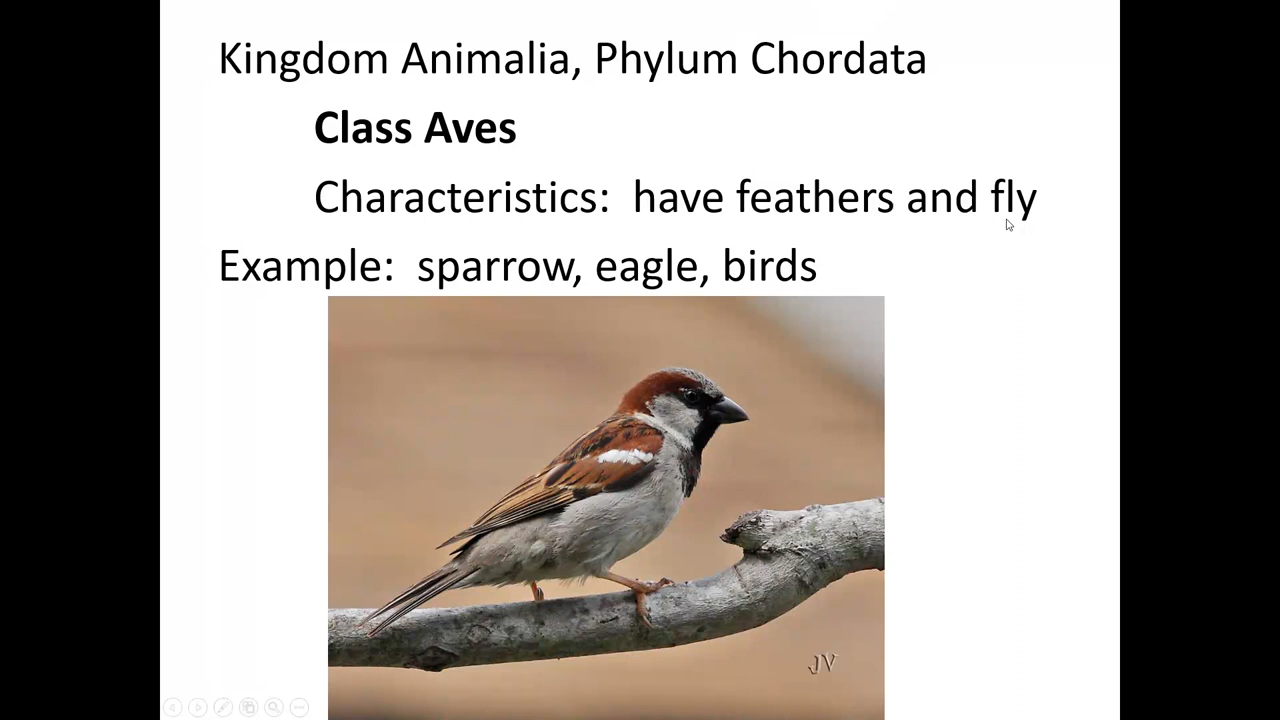 Kingdom Animalia, Phylum Chordata
Class Aves
Characteristics:  have feathers and fly
Example:  sparrow, eagle, birds
JV